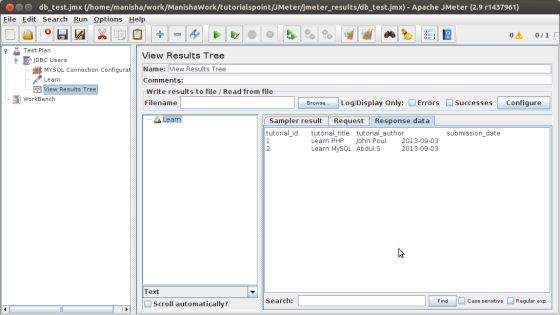 db_test.jmx (/home/manisha/work/ManishaWork/tutorialspoint/JMeter/jmeter_results/db_test.jmx) - Apache JMeter (2.9 r1437961)
File Edit Search Run Options Help
0 0 / 1
Test Plan
JDBC Users
MYSQL Connection Configurat
Learn
View Results Tree
WorkBench
View Results Tree
Name: View Results Tree
Comments:
Write results to file / Read from file
Filename Browse... Log/Display Only: Errors Successes Configure
Learn
Text
Scroll automatically?
Sampler result Request Response data
tutorial_id tutorial_title tutorial_author submission_date
1 Learn PHP John Poul 2013-09-03
2 Learn MySQL Abdul S 2013-09-03
Search: Find Case sensitive Regular exp.